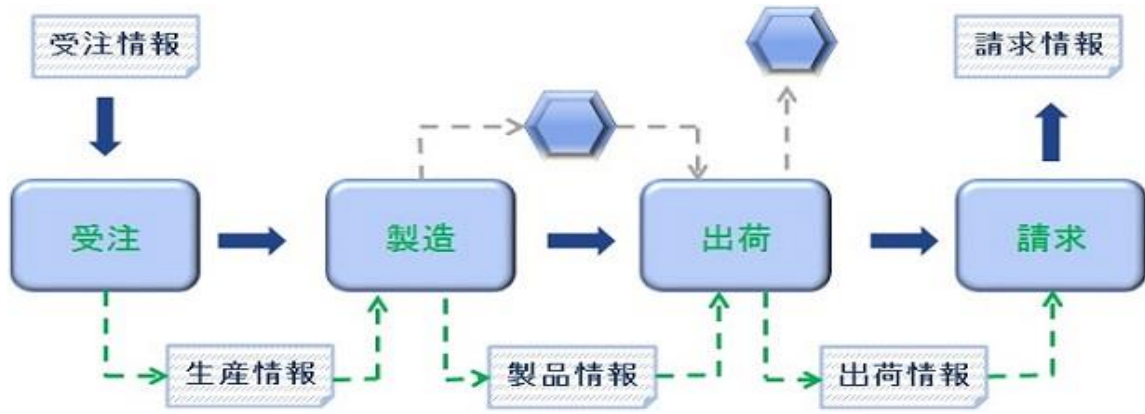 受注情報
請求情報
受注
製造
出荷
請求
生産情報
製品情報
出荷情報